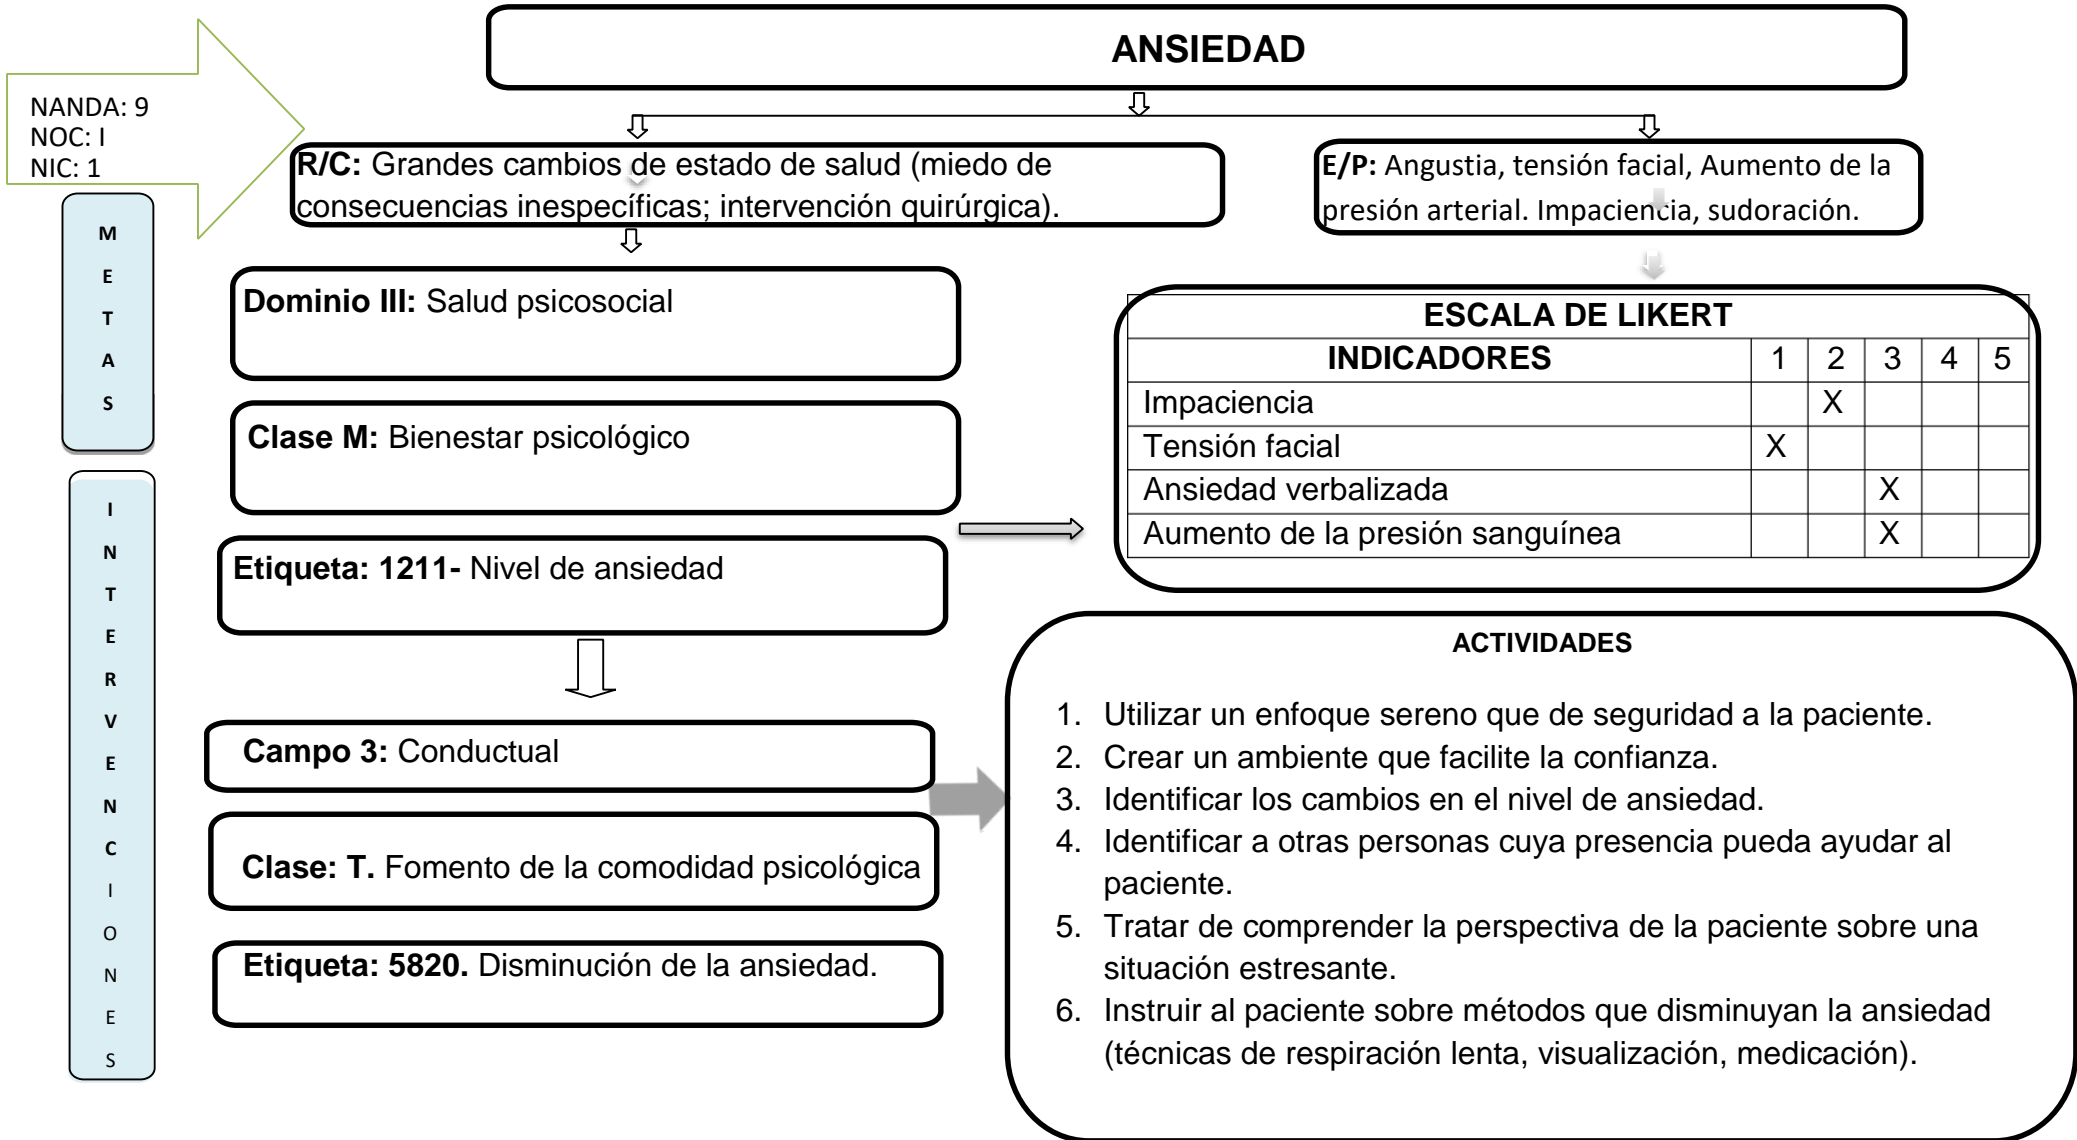 ANSIEDAD
NANDA: 9
NOC: I
NIC: 1
R/C: Grandes cambios de estado de salud (miedo de
consecuencias inespecíficas; intervención quirúrgica).
E/P: Angustia, tensión facial, Aumento de la
presión arterial. Impaciencia, sudoración.
M
E
T
A
S
Dominio III: Salud psicosocial
Clase M: Bienestar psicológico
Etiqueta: 1211- Nivel de ansiedad
ESCALA DE LIKERT
INDICADORES 1 2 3 4 5
Impaciencia X
Tensión facial X
Ansiedad verbalizada X
Aumento de la presión sanguínea X
I
N
T
E
R
V
E
N
C
I
O
N
E
S
Campo 3: Conductual
Clase: T. Fomento de la comodidad psicológica
Etiqueta: 5820. Disminución de la ansiedad.
ACTIVIDADES
1. Utilizar un enfoque sereno que de seguridad a la paciente.
2. Crear un ambiente que facilite la confianza.
3. Identificar los cambios en el nivel de ansiedad.
4. Identificar a otras personas cuya presencia pueda ayudar al
paciente.
5. Tratar de comprender la perspectiva de la paciente sobre una
situación estresante.
6. Instruir al paciente sobre métodos que disminuyan la ansiedad
(técnicas de respiración lenta, visualización, medicación).